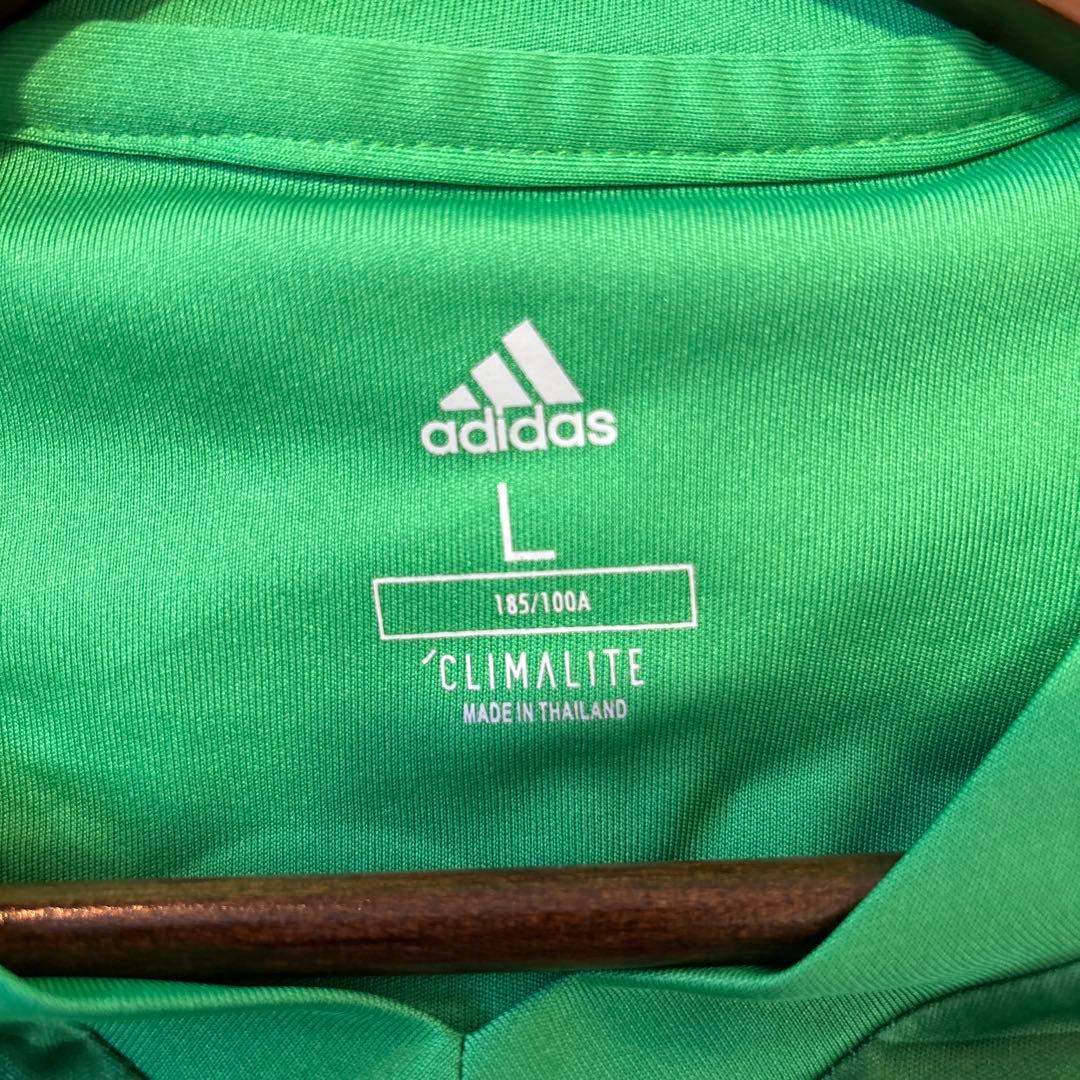 adidas
L
185/100A
CLIMALITE
MADE IN THAILAND